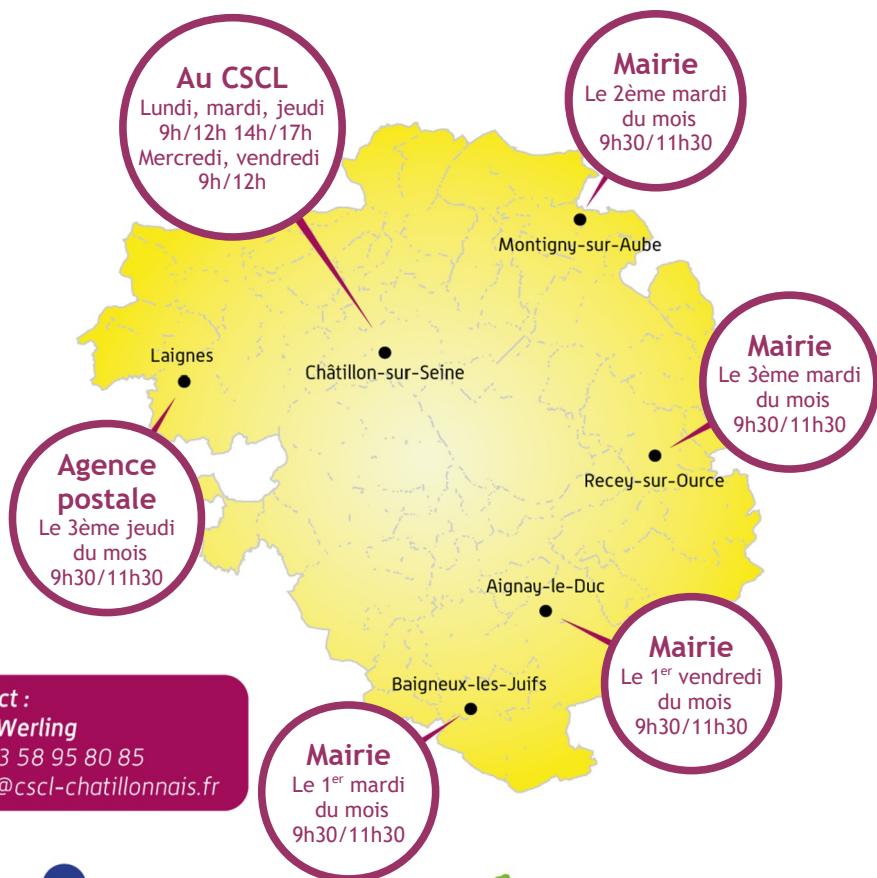 Au CSCL
Lundi, mardi, jeudi
9h/12h 14h/17h
Mercredi, vendredi
9h/12h
Mairie
Le 2ème mardi
du mois
9h30/11h30
Montigny-sur-Aube
Laignes
Châtillon-sur-Seine
Mairie
Le 3ème mardi
du mois
9h30/11h30
Recey-sur-Ource
Agence
postale
Le 3ème jeudi
du mois
9h30/11h30
Aignay-le-Duc
Mairie
Le 1er vendredi
du mois
9h30/11h30
Baigneux-les-Juifs
Mairie
Le 1er mardi
du mois
9h30/11h30
ct :
Werling
3 58 95 80 85
@cscl-chatillonnais.fr